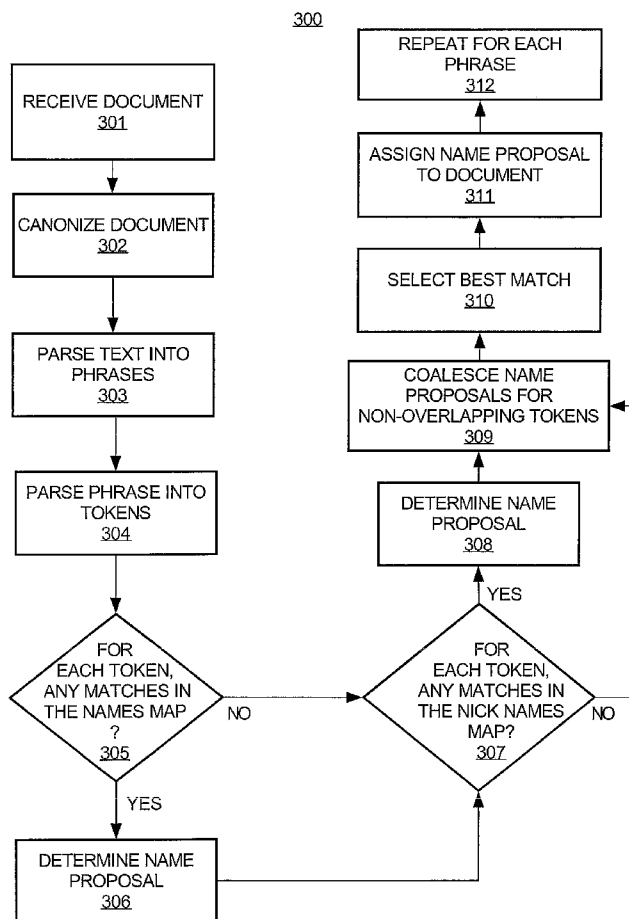 300
RECEIVE DOCUMENT
301
CANONIZE DOCUMENT
302
PARSE TEXT INTO
PHRASES
303
PARSE PHRASE INTO
TOKENS
304
FOR
EACH TOKEN,
ANY MATCHES IN
THE NAMES MAP
?
305
NO
YES
DETERMINE NAME
PROPOSAL
306
FOR
EACH TOKEN,
ANY MATCHES IN
THE NICK NAMES
MAP?
307
NO
YES
DETERMINE NAME
PROPOSAL
308
COALESCE NAME
PROPOSALS FOR
NON-OVERLAPPING TOKENS
309
SELECT BEST MATCH
310
ASSIGN NAME PROPOSAL
TO DOCUMENT
311
REPEAT FOR EACH
PHRASE
312